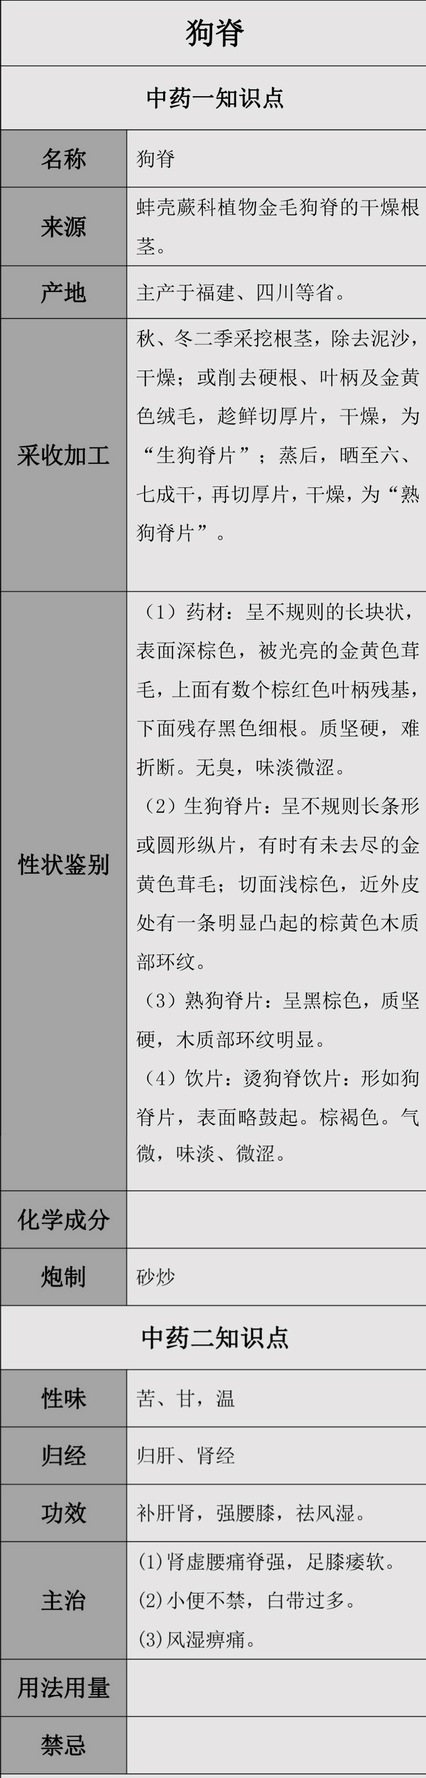 狗脊
中药一知识点
名称
狗脊
来源
蚌壳蕨科植物金毛狗脊的干燥根
茎。
产地
主产于福建、四川等省。
采收加工
秋、冬二季采挖根茎，除去泥沙，
干燥；或削去硬根、叶柄及金黄
色绒毛，趁鲜切厚片，干燥，为
“生狗脊片”；蒸后，晒至六、
七成干，再切厚片，干燥，为“熟
狗脊片”。
性状鉴别
（1）药材：呈不规则的长块状，
表面深棕色，被光亮的金黄色茸
毛，上面有数个棕红色叶柄残基，
下面残存黑色细根。质坚硬，难
折断。无臭，味淡微涩。
（2）生狗脊片：呈不规则长条形
或圆形纵片，有时有未去尽的金
黄色茸毛；切面浅棕色，近外皮
处有一条明显凸起的棕黄色木质
部环纹。
（3）熟狗脊片：呈黑棕色，质坚
硬，木质部环纹明显。
（4）饮片：烫狗脊饮片：形如狗
脊片，表面略鼓起。棕褐色。气
微，味淡、微涩。
化学成分
炮制
砂炒
中药二知识点
性味
苦、甘，温
归经
归肝、肾经
功效
补肝肾，强腰膝，祛风湿。
主治
(1)肾虚腰痛脊强，足膝痿软。
(2)小便不禁，白带过多。
(3)风湿痹痛。
用法用量
禁忌